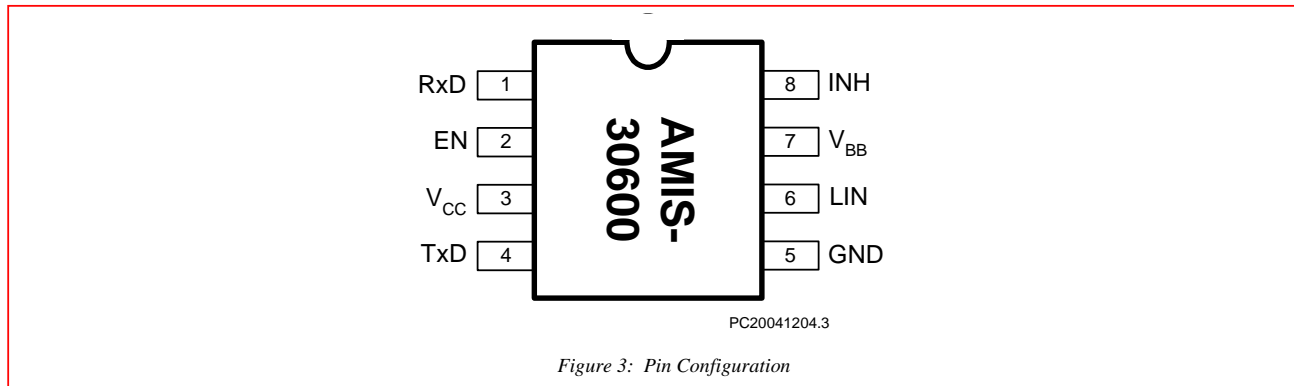 RxD 1 8 INH
EN 2 7 VBB
VCC 3 6 LIN
TxD 4 5 GND
AMIS-
30600
PC20041204.3
Figure 3: Pin Configuration